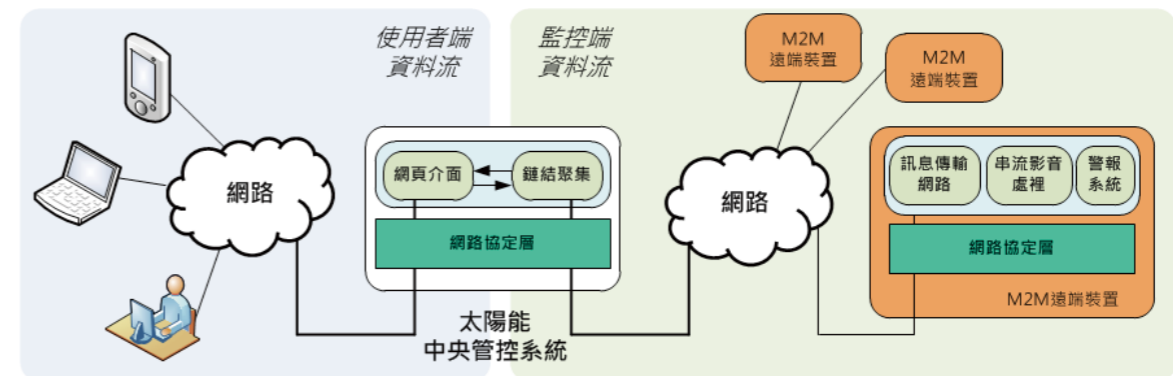 使用者端
資料流
監控端
資料流
M2M
遠端裝置
M2M
遠端裝置
網路
網頁介面
鏈結聚集
網路協定層
太陽能
中央管控系統
網路
訊息傳輸
網路
串流影音
處裡
警報
系統
網路協定層
M2M遠端裝置